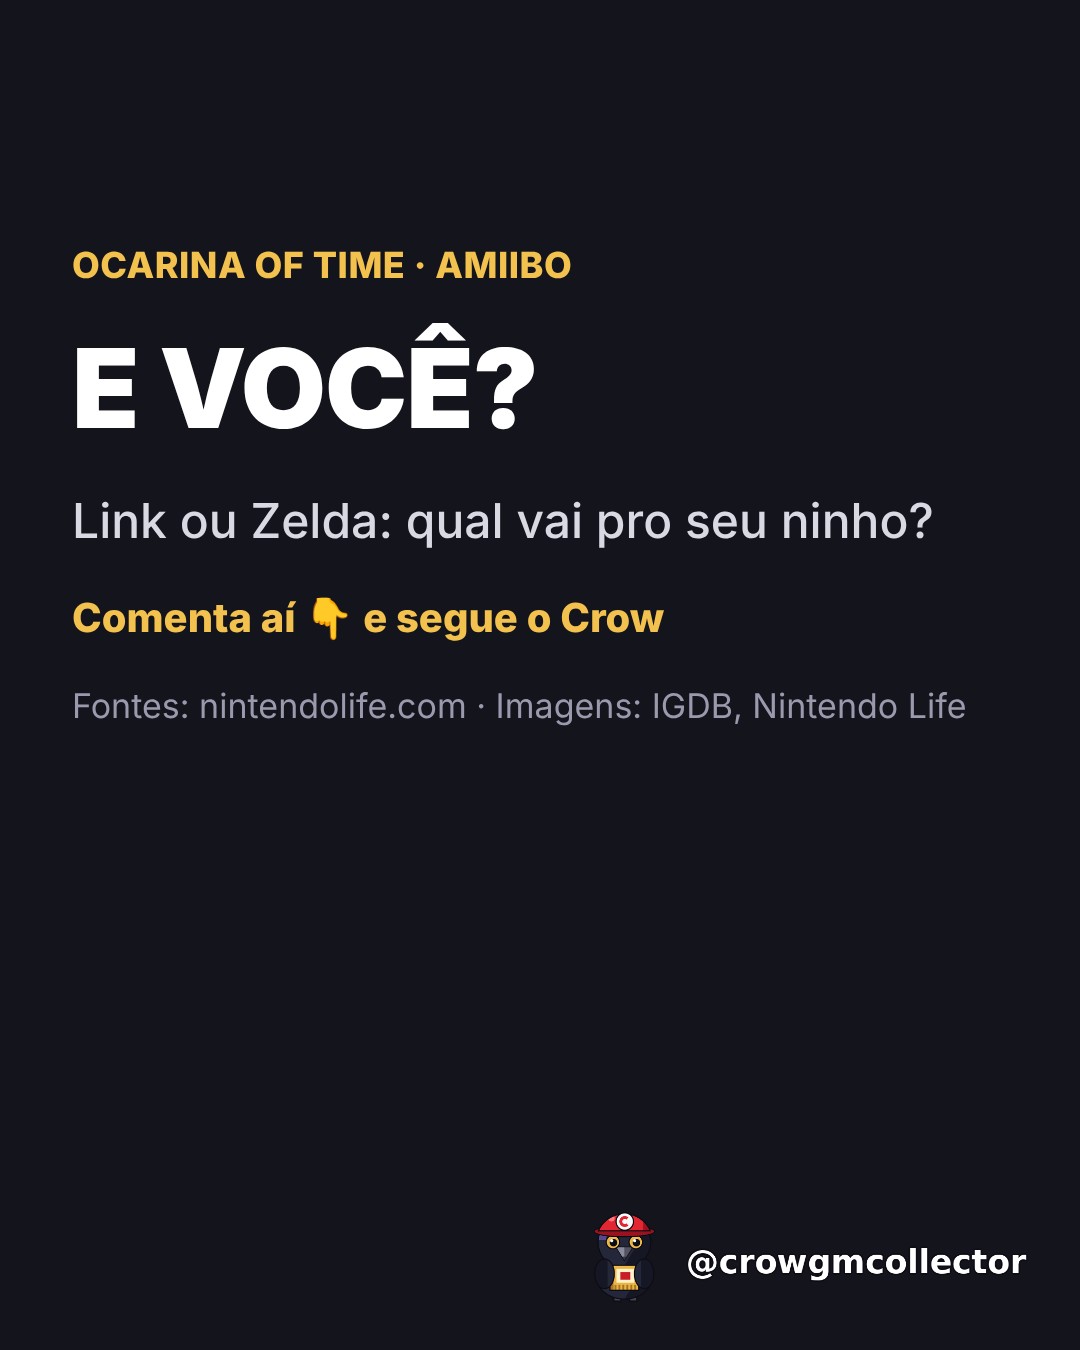 OCARINA OF TIME · AMIIBO
E VOCÊ?
Link ou Zelda: qual vai pro seu ninho?
Comenta aí 👇 e segue o Crow
Fontes: nintendolife.com · Imagens: IGDB, Nintendo Life
C
@crowgmcollector